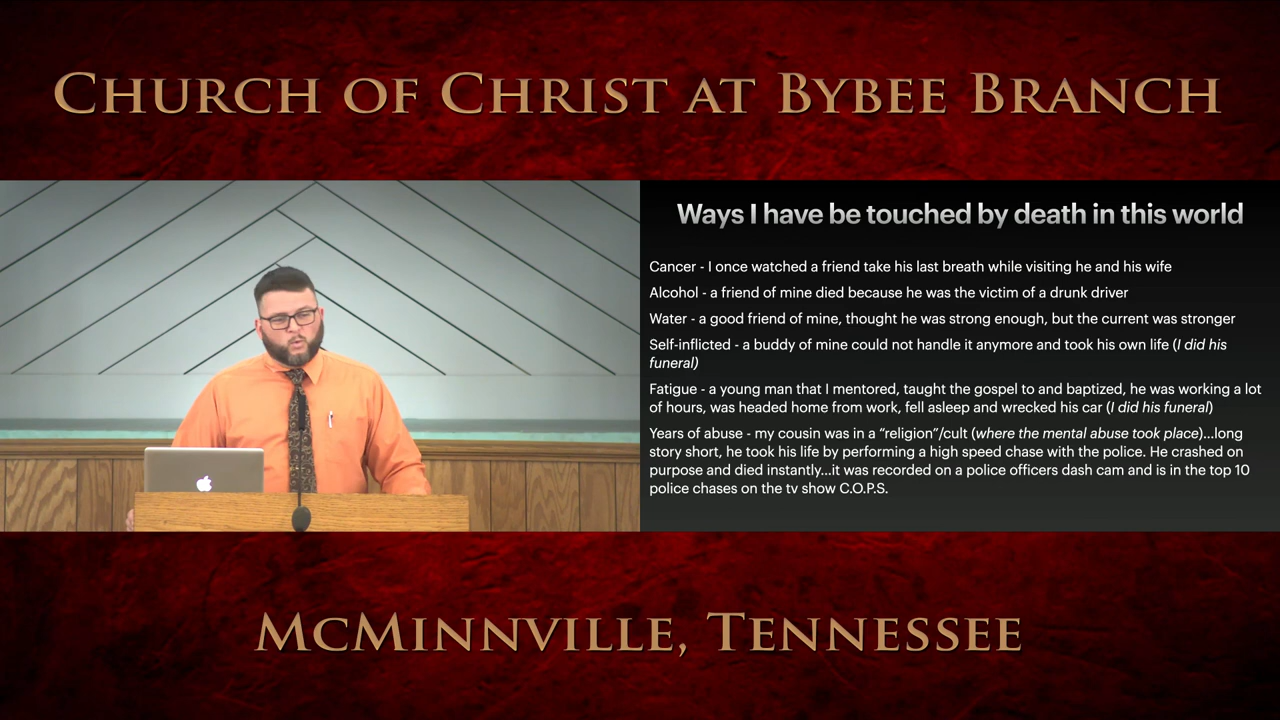 CHURCH OF CHRIST AT BYBEE BRANCH
Ways I have be touched by death in this world
Cancer - I once watched a friend take his last breath while visiting he and his wife
Alcohol - a friend of mine died because he was the victim of a drunk driver
Water - a good friend of mine, thought he was strong enough, but the current was stronger
Self-inflicted - a buddy of mine could not handle it anymore and took his own life (I did his
funeral)
Fatigue - a young man that I mentored, taught the gospel to and baptized, he was working a lot
of hours, was headed home from work, fell asleep and wrecked his car (I did his funeral)
Years of abuse - my cousin was in a “religion”/cult (where the mental abuse took place)...long
story short, he took his life by performing a high speed chase with the police. He crashed on
purpose and died instantly...it was recorded on a police officers dash cam and is in the top 10
police chases on the tv show C.O.P.S.
MCMINNVILLE, TENNESSEE